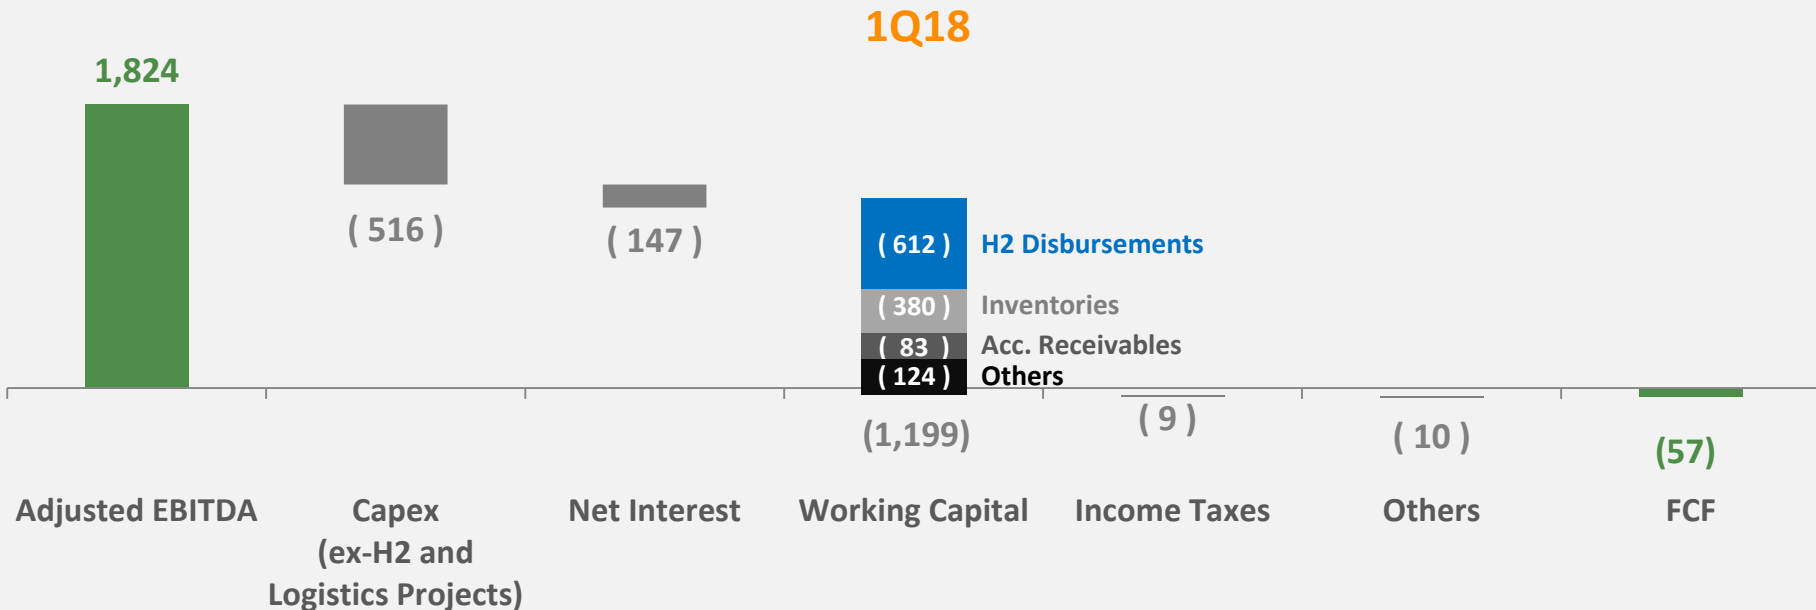 1Q18
1,824
( 516 )
( 147 )
( 612 ) H2 Disbursements
( 380 ) Inventories
( 83 ) Acc. Receivables
( 124 ) Others
(1,199)
( 9 )
( 10 )
(57)
Adjusted EBITDA
Capex
(ex-H2 and
Logistics Projects)
Net Interest
Working Capital
Income Taxes
Others
FCF